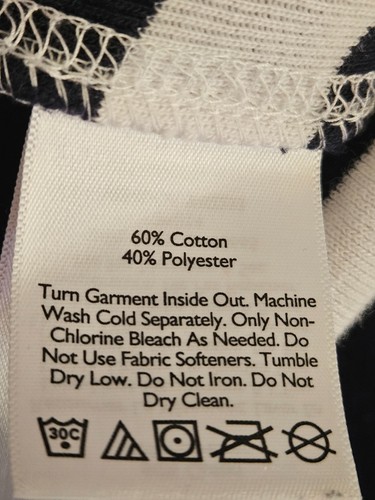 60% Cotton
40% Polyester
Turn Garment Inside Out. Machine
Wash Cold Separately. Only Non-
Chlorine Bleach As Needed. Do
Not Use Fabric Softeners. Tumble
Dry Low. Do Not Iron. Do Not
Dry Clean.
30C